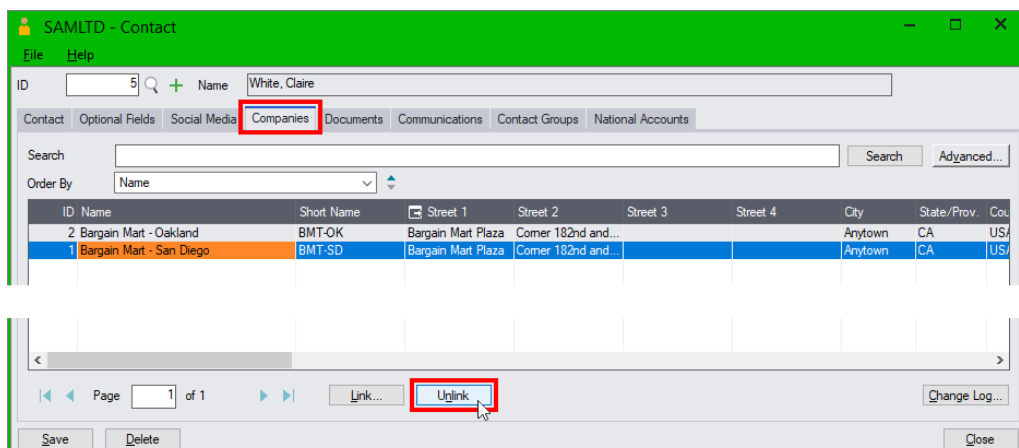 SAMLTD - Contact
File Help
ID 5 Name White, Claire
Contact Optional Fields Social Media Companies Documents Communications Contact Groups National Accounts
Search Search Advanced...
Order By Name
ID Name Short Name Street 1 Street 2 Street 3 Street 4 City State/Prov. Cou
2 Bargain Mart - Oakland BMT-OK Bargain Mart Plaza Corner 182nd and... Anytown CA USA
1 Bargain Mart - San Diego BMT-SD Bargain Mart Plaza Corner 182nd and... Anytown CA USA
Page 1 of 1 Link... Unlink Change Log...
Save Delete Close